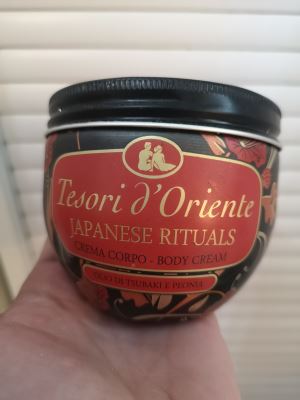 Tesori d'Oriente
JAPANESE RITUALS
CREMA CORPO - BODY CREAM
OLIO DI TSUBAKI E PEONIA